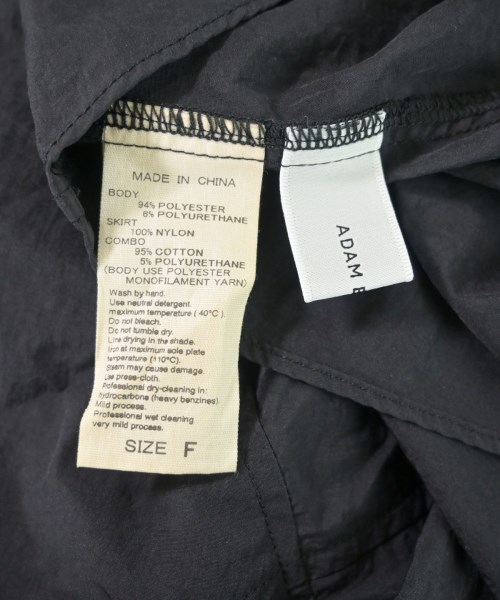 MADE IN CHINA
BODY
94% POLYESTER
6% POLYURETHANE
SKIRT
100% NYLON
COMBO
95% COTTON
5% POLYURETHANE
(BODY USE POLYESTER
MONOFILAMENT YARN)
Wash by hand.
Use neutral detergent.
maximum temperature ( 40°C ).
Do not bleach.
Do not tumble dry.
Line drying in the shade.
Iron at maximum sole plate
temperature (110°C).
Steam may cause damage.
Use press-cloth.
Professional dry-cleaning in:
hydrocarbons (heavy benzines)
Mild process.
Professional wet cleaning
very mild process.
SIZE F
ADAM E